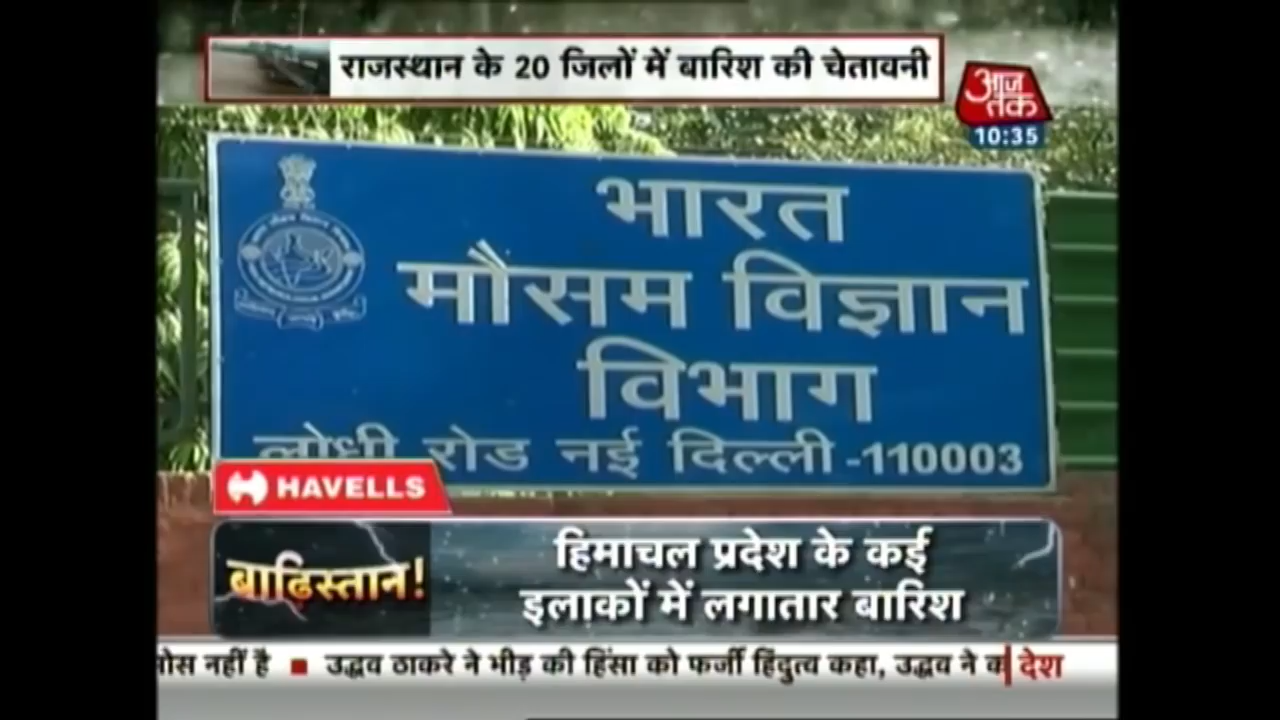 राजस्थान के 20 जिलों में बारिश की चेतावनी
आज
तक
10:35
भारत
मौसम विज्ञान
विभाग
लोधी रोड नई दिल्ली -110003
HAVELLS
बाढ़िस्तान!
हिमाचल प्रदेश के कई
इलाकों में लगातार बारिश
नहीं है ■ उद्धव ठाकरे ने भीड़ की हिंसा को फर्जी हिंदुत्व कहा, उद्धव ने
देश